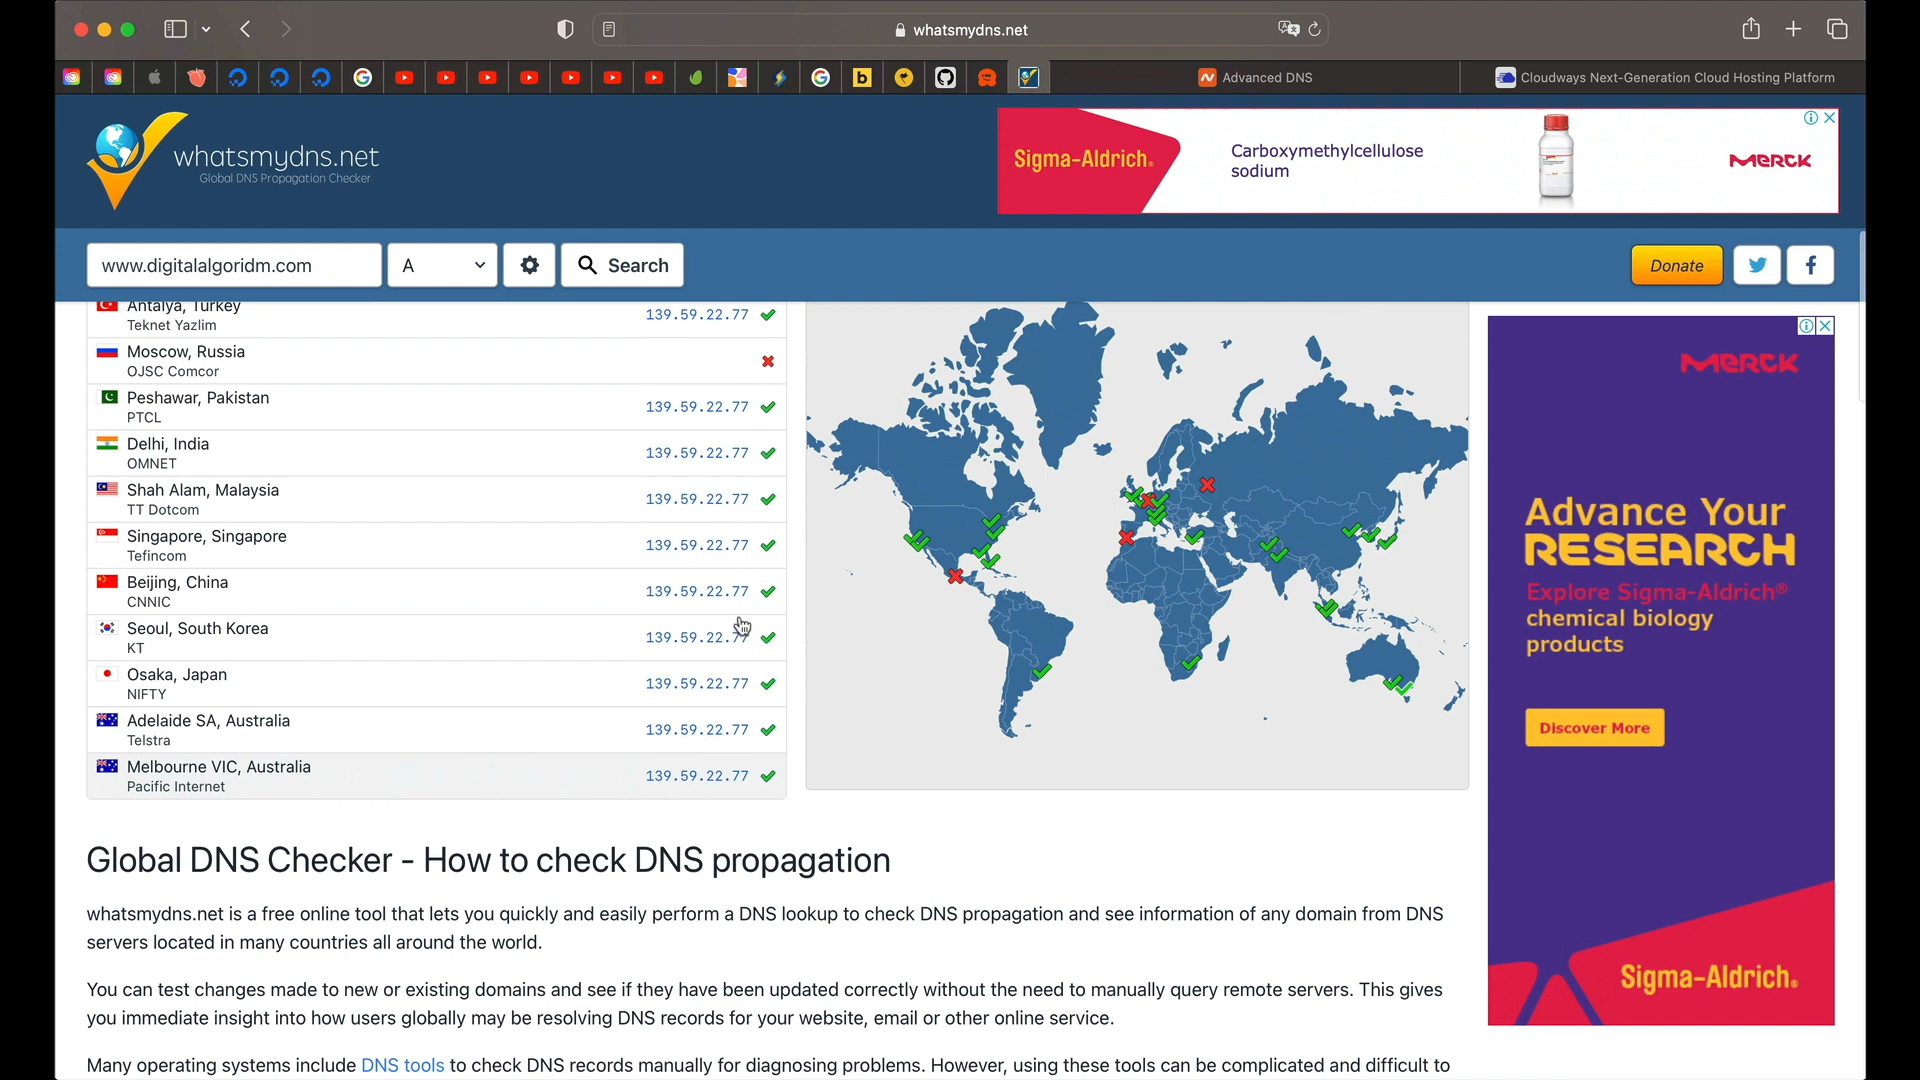 whatsmydns.net
Advanced DNS
Cloudways Next-Generation Cloud Hosting Platform
whatsmydns.net
Global DNS Propagation Checker
Sigma-Aldrich®
Carboxymethylcellulose
sodium
MERCK
www.digitalalgoridm.com
A
Search
Donate
Antalya, Turkey
Teknet Yazlim
139.59.22.77
Moscow, Russia
OJSC Comcor
Peshawar, Pakistan
PTCL
139.59.22.77
Delhi, India
OMNET
139.59.22.77
Shah Alam, Malaysia
TT Dotcom
139.59.22.77
Singapore, Singapore
Tefincom
139.59.22.77
Beijing, China
CNNIC
139.59.22.77
Seoul, South Korea
KT
139.59.22.77
Osaka, Japan
NIFTY
139.59.22.77
Adelaide SA, Australia
Telstra
139.59.22.77
Melbourne VIC, Australia
Pacific Internet
139.59.22.77
MERCK
Advance Your
RESEARCH
Explore Sigma-Aldrich®
chemical biology
products
Discover More
Sigma-Aldrich®
Global DNS Checker - How to check DNS propagation
whatsmydns.net is a free online tool that lets you quickly and easily perform a DNS lookup to check DNS propagation and see information of any domain from DNS
servers located in many countries all around the world.
You can test changes made to new or existing domains and see if they have been updated correctly without the need to manually query remote servers. This gives
you immediate insight into how users globally may be resolving DNS records for your website, email or other online service.
Many operating systems include DNS tools to check DNS records manually for diagnosing problems. However, using these tools can be complicated and difficult to